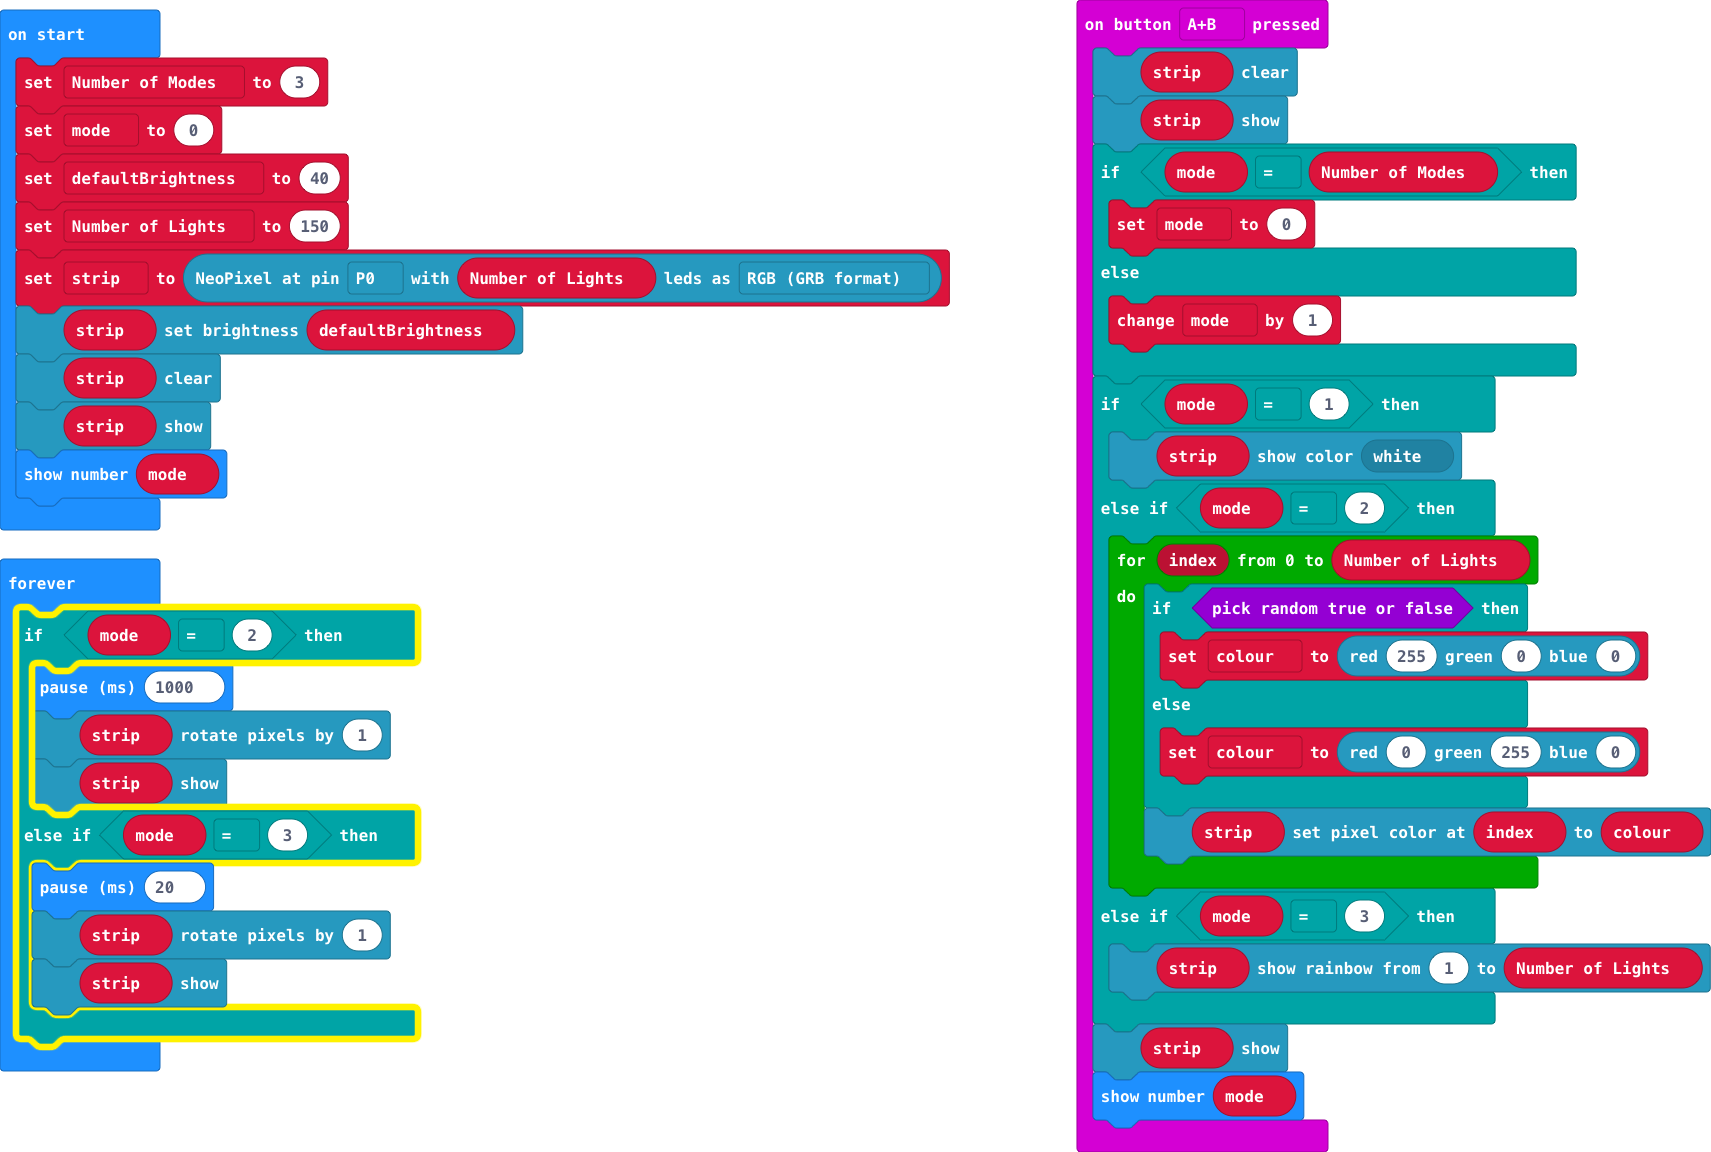 on start
set Number of Modes to 3
set mode to 0
set defaultBrightness to 40
set Number of Lights to 150
set strip to NeoPixel at pin P0 with Number of Lights leds as RGB (GRB format)
strip set brightness defaultBrightness
strip clear
strip show
show number mode
forever
if mode = 2 then
pause (ms) 1000
strip rotate pixels by 1
strip show
else if mode = 3 then
pause (ms) 20
strip rotate pixels by 1
strip show
on button A+B pressed
strip clear
strip show
if mode = Number of Modes then
set mode to 0
else
change mode by 1
if mode = 1 then
strip show color white
else if mode = 2 then
for index from 0 to Number of Lights
do if pick random true or false then
set colour to red 255 green 0 blue 0
else
set colour to red 0 green 255 blue 0
strip set pixel color at index to colour
else if mode = 3 then
strip show rainbow from 1 to Number of Lights
strip show
show number mode